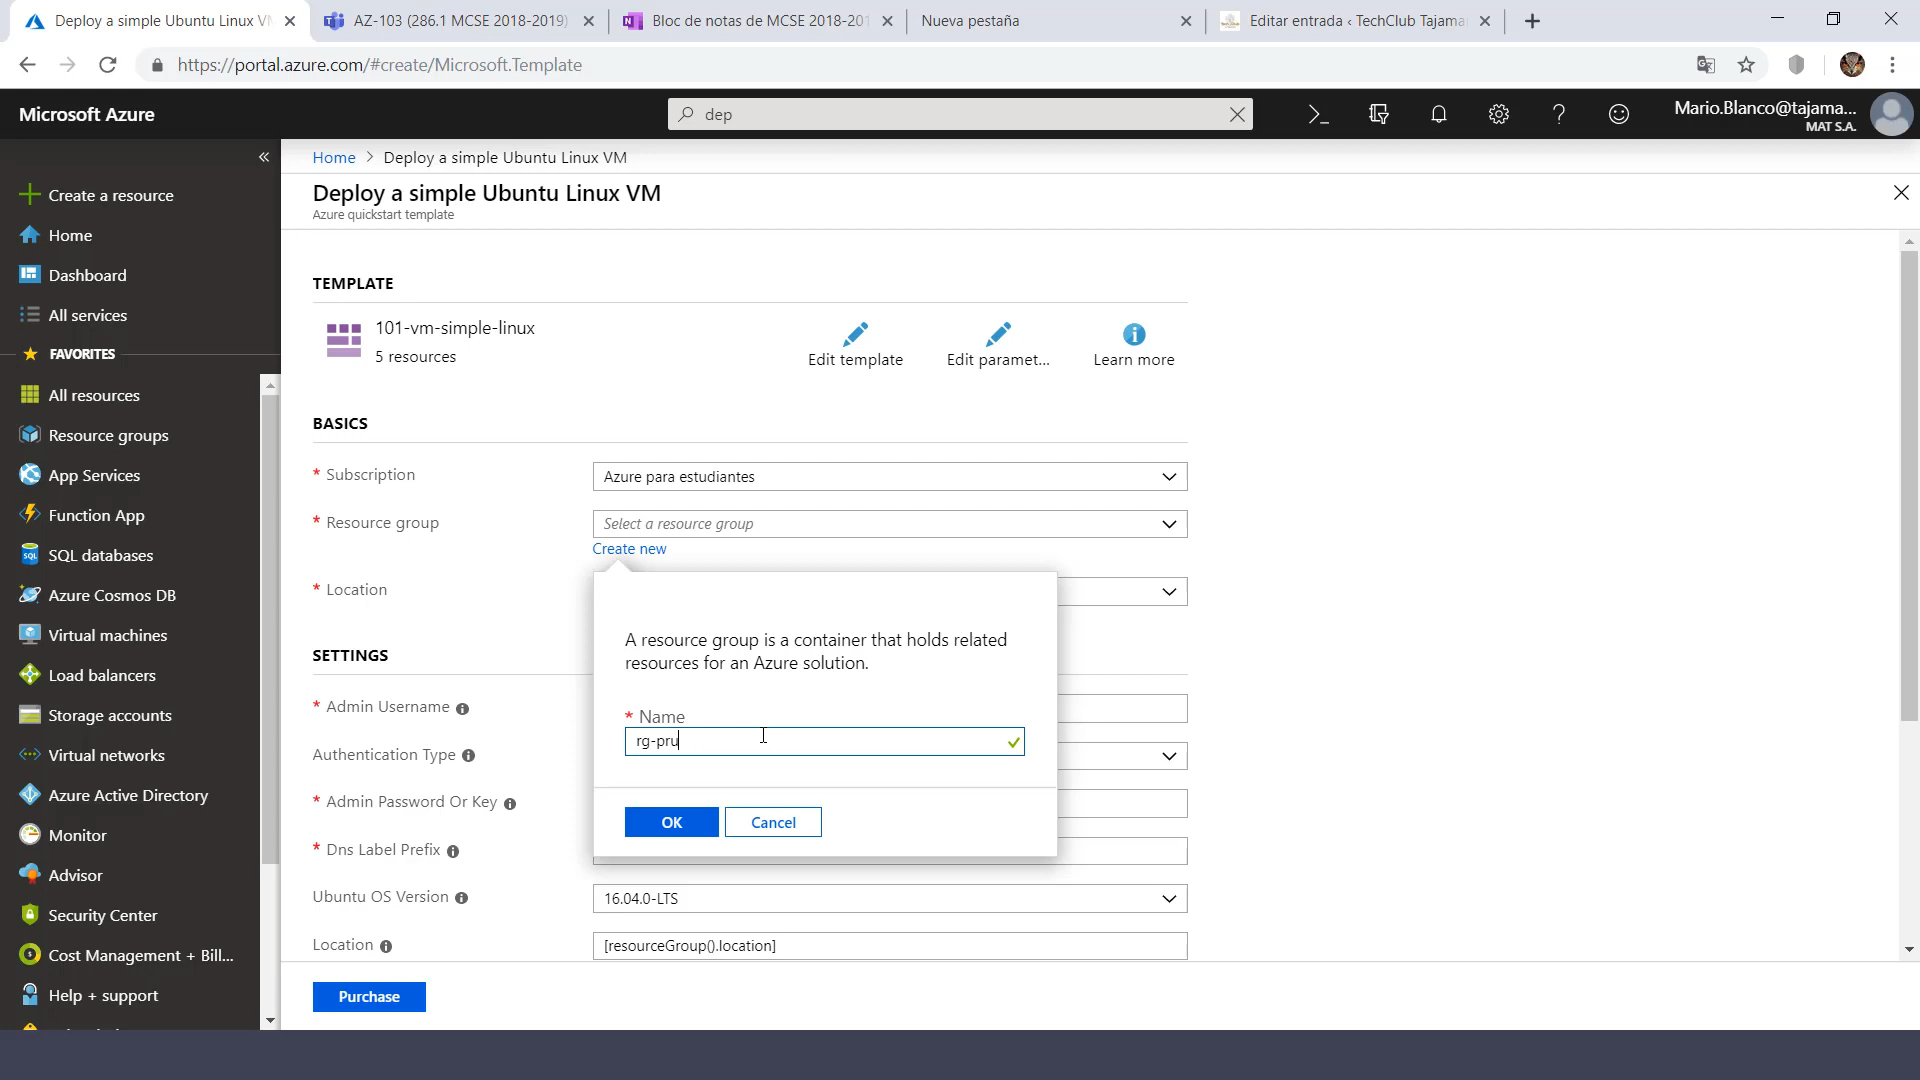 Deploy a simple Ubuntu Linux VM
AZ-103 (286.1 MCSE 2018-2019)
Bloc de notas de MCSE 2018-201
Nueva pestaña
Editar entrada ‹ TechClub Tajama
https://portal.azure.com/#create/Microsoft.Template
Microsoft Azure
dep
Mario.Blanco@tajama...
MAT S.A.
Create a resource
Home
Dashboard
All services
FAVORITES
All resources
Resource groups
App Services
Function App
SQL databases
Azure Cosmos DB
Virtual machines
Load balancers
Storage accounts
Virtual networks
Azure Active Directory
Monitor
Advisor
Security Center
Cost Management + Bill...
Help + support
Home > Deploy a simple Ubuntu Linux VM
Deploy a simple Ubuntu Linux VM
Azure quickstart template
TEMPLATE
101-vm-simple-linux
5 resources
Edit template
Edit paramet...
Learn more
BASICS
* Subscription
Azure para estudiantes
* Resource group
Select a resource group
Create new
* Location
A resource group is a container that holds related
resources for an Azure solution.
* Name
rg-pru
OK
Cancel
SETTINGS
* Admin Username
Authentication Type
* Admin Password Or Key
* Dns Label Prefix
Ubuntu OS Version
16.04.0-LTS
Location
[resourceGroup().location]
Purchase